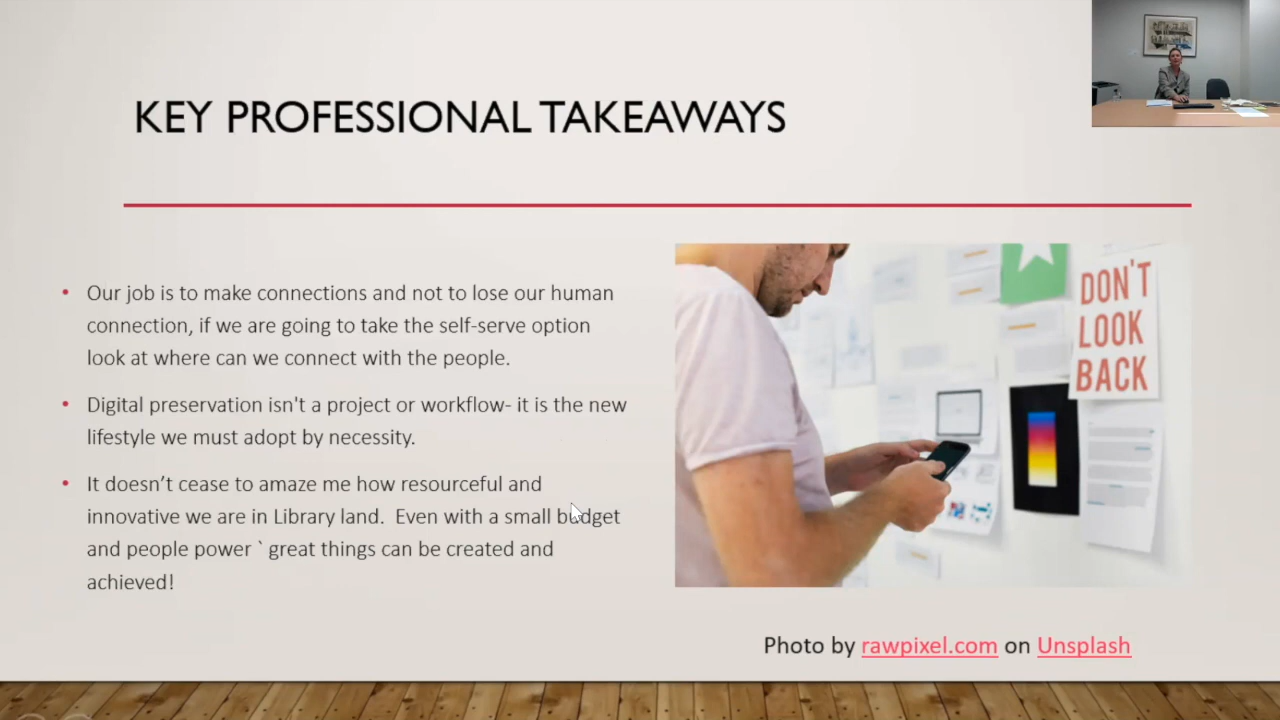 KEY PROFESSIONAL TAKEAWAYS
• Our job is to make connections and not to lose our human
connection, if we are going to take the self-serve option
look at where can we connect with the people.
• Digital preservation isn't a project or workflow- it is the new
lifestyle we must adopt by necessity.
• It doesn’t cease to amaze me how resourceful and
innovative we are in Library land.  Even with a small budget
and people power ` great things can be created and
achieved!
DON'T
LOOK
BACK
Photo by rawpixel.com on Unsplash